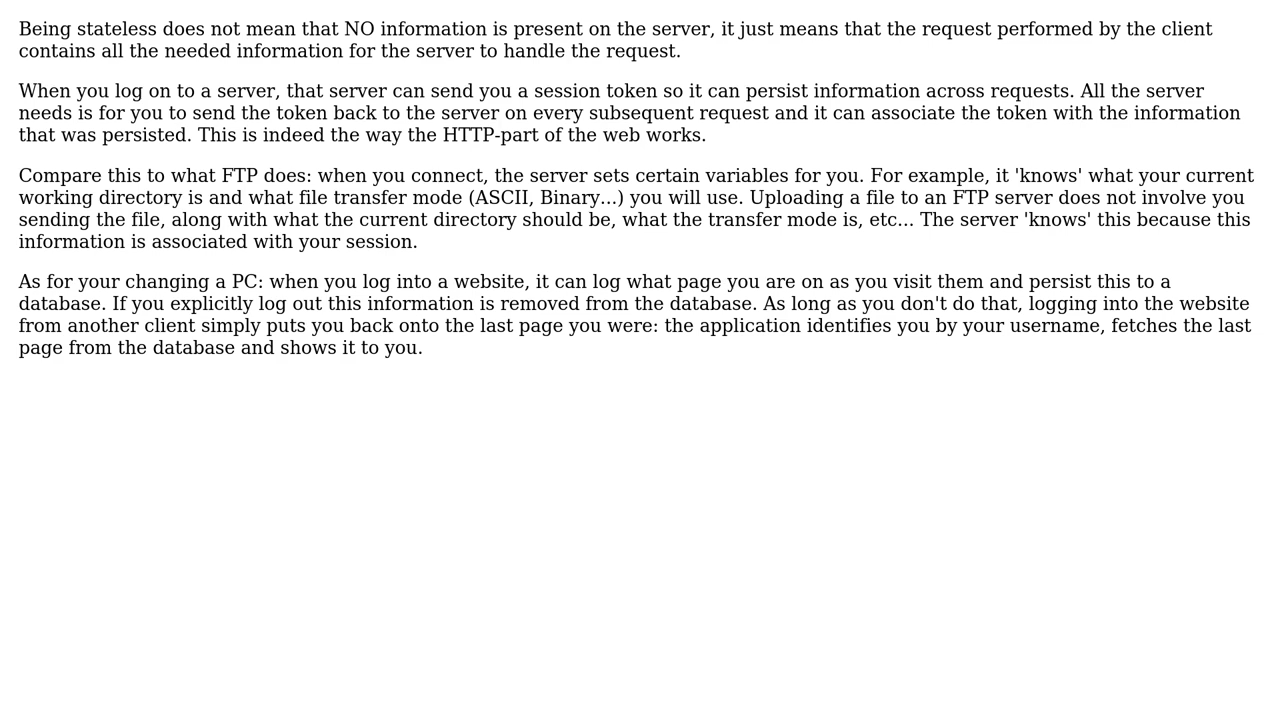 Being stateless does not mean that NO information is present on the server, it just means that the request performed by the client
contains all the needed information for the server to handle the request.
When you log on to a server, that server can send you a session token so it can persist information across requests. All the server
needs is for you to send the token back to the server on every subsequent request and it can associate the token with the information
that was persisted. This is indeed the way the HTTP-part of the web works.
Compare this to what FTP does: when you connect, the server sets certain variables for you. For example, it 'knows' what your current
working directory is and what file transfer mode (ASCII, Binary...) you will use. Uploading a file to an FTP server does not involve you
sending the file, along with what the current directory should be, what the transfer mode is, etc... The server 'knows' this because this
information is associated with your session.
As for your changing a PC: when you log into a website, it can log what page you are on as you visit them and persist this to a
database. If you explicitly log out this information is removed from the database. As long as you don't do that, logging into the website
from another client simply puts you back onto the last page you were: the application identifies you by your username, fetches the last
page from the database and shows it to you.